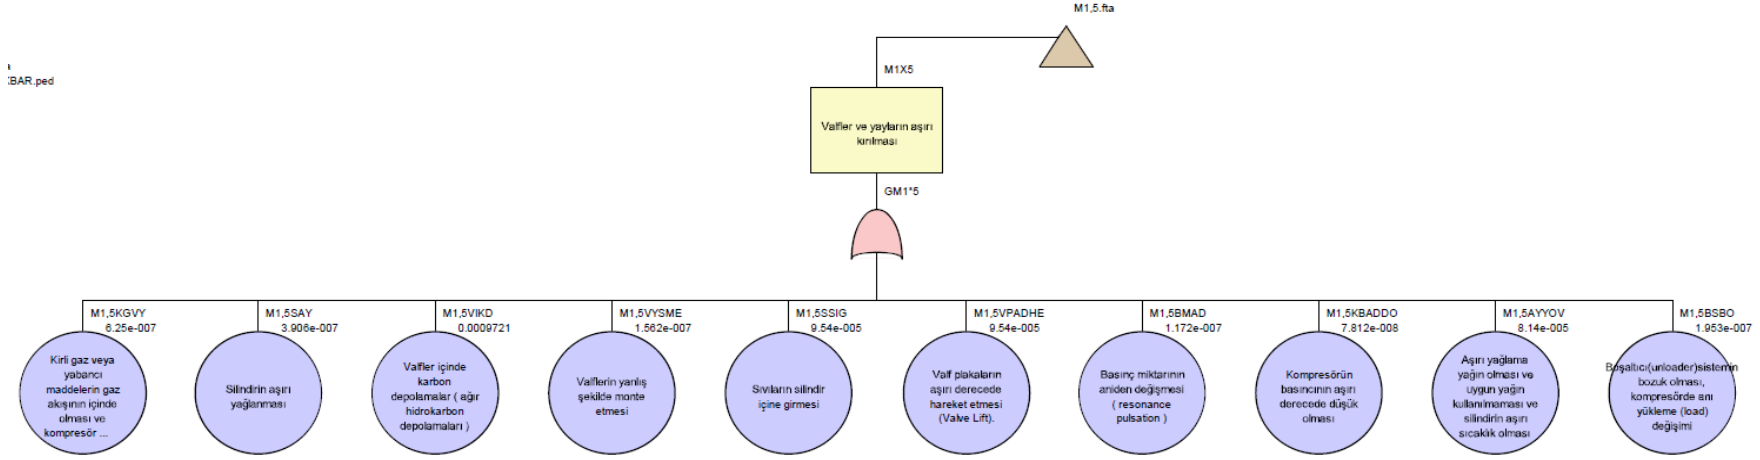 M1,5.fta
BAR.ped
M1X5
Valfler ve yayların aşırı
kırılması
GM1*5
M1,5KGVY
6.25e-007
Kirli gaz veya
yabancı
maddelerin gaz
akışının içinde
olması ve
kompresör ...
M1,5SAY
3.906e-007
Silindirin aşırı
yağlanması
M1,5VIKD
0.0009721
Valfler içinde
karbon
depolamalar ( ağır
hidrokarbon
depolamaları )
M1,5VYSME
1.562e-007
Valflerin yanlış
şekilde monte
etmesi
M1,5SSIG
9.54e-005
Sıvıların silindir
içine girmesi
M1,5VPADHE
9.54e-005
Valf plakaların
aşırı derecede
hareket etmesi
(Valve Lift).
M1,5BMAD
1.172e-007
Basınç miktarının
aniden değişmesi
( resonance
pulsation )
M1,5KBADDO
7.812e-008
Kompresörün
basıncının aşırı
derecede düşük
olması
M1,5AYYOV
8.14e-005
Aşırı yağlama
yağın olması ve
uygun yağın
kullanılmaması ve
silindirin aşırı
sıcaklık olması
M1,5BSBO
1.953e-007
Boşaltıcı(unloader)sistemin
bozuk olması,
kompresörde anı
yükleme (load)
değişimi